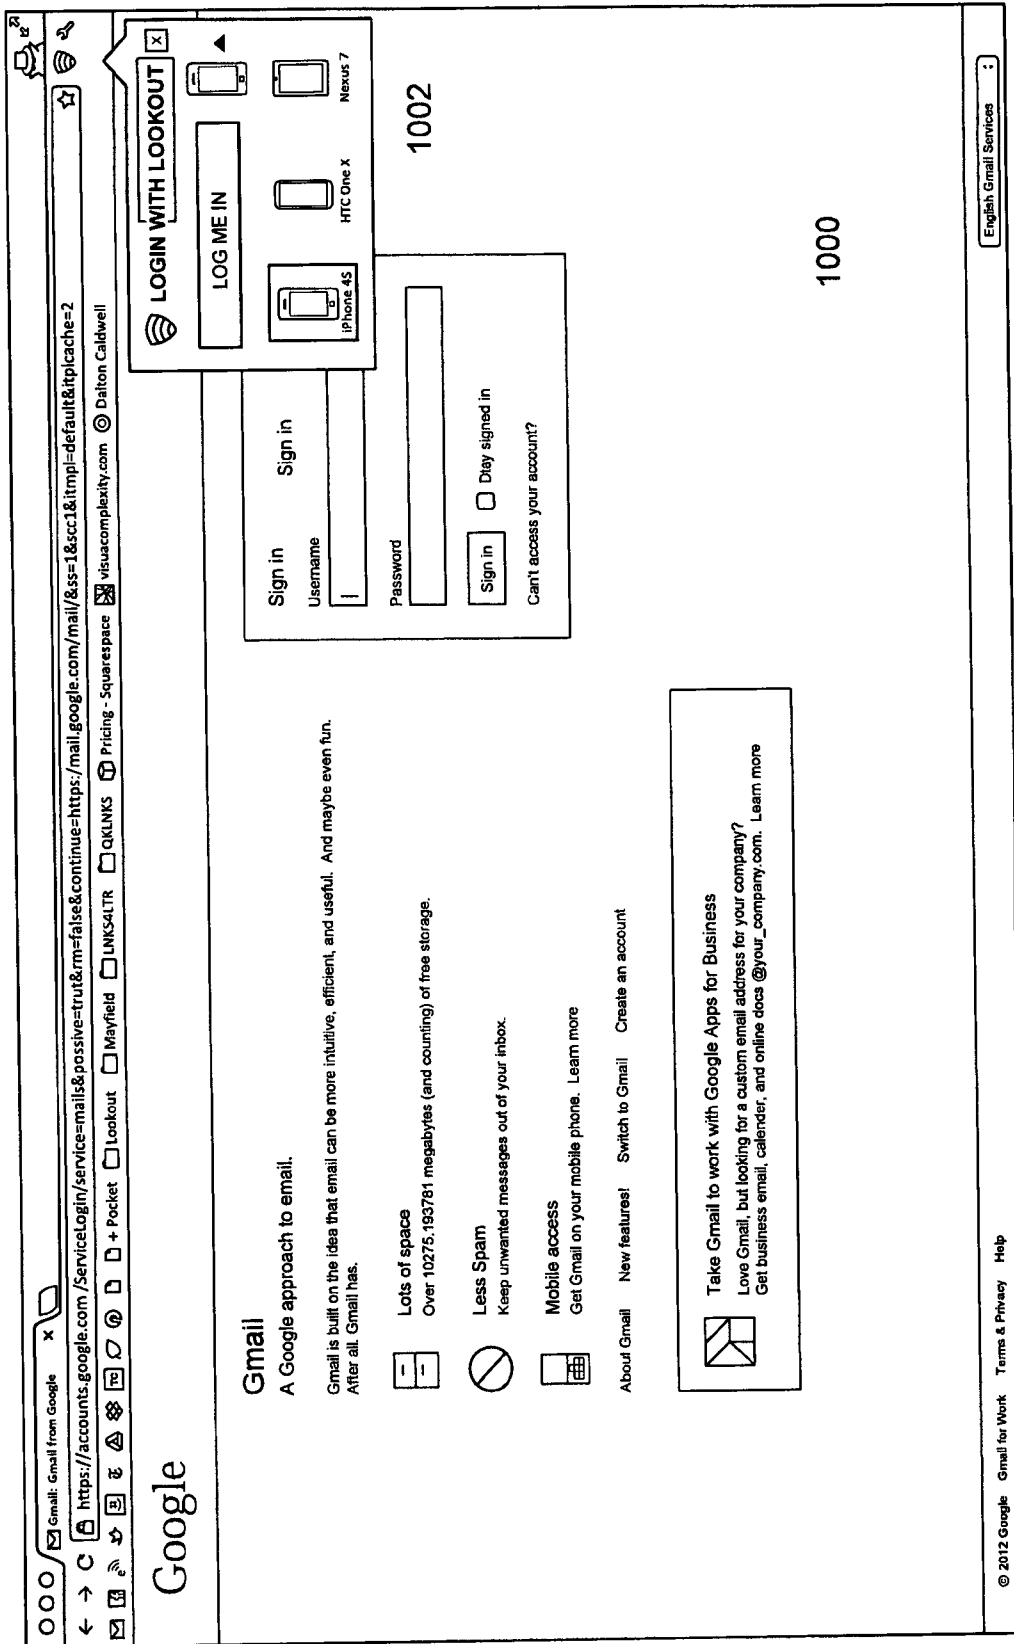 Gmail: Gmail from Google x
https://accounts.google.com /ServiceLogin/service=mails&possive=trut&rm=false&continue=https:/mail.google.com/mail/&ss=1&scc1&itmpl=default&itplcache=2
+ Pocket Lookout Mayfield LNKS4LTR QKLNKS Pricing - Squarespace visuacomplexity.com Dalton Caldwell
Google
LOGIN WITH LOOKOUT x
LOG ME IN
iPhone 4S HTC One X Nexus 7
1002
Gmail
A Google approach to email.
Gmail is built on the idea that email can be more intuitive, efficient, and useful. And maybe even fun.
After all. Gmail has.
Lots of space
Over 10275.193781 megabytes (and counting) of free storage.
Less Spam
Keep unwanted messages out of your inbox.
Mobile access
Get Gmail on your mobile phone. Learn more
About Gmail New features! Switch to Gmail Create an account
Take Gmail to work with Google Apps for Business
Love Gmail, but looking for a custom email address for your company?
Get business email, calender, and online docs @your_company.com. Learn more
Sign in Sign in
Username
Password
Sign in Dtay signed in
Can't access your account?
1000
© 2012 Google Gmail for Work Terms & Privacy Help
English Gmail Services